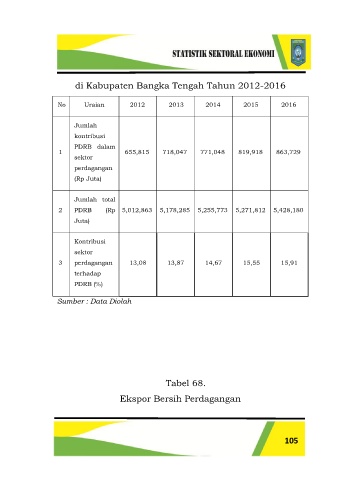 STATISTIK SEKTORAL EKONOMI
di Kabupaten Bangka Tengah Tahun 2012-2016
No Uraian 2012 2013 2014 2015 2016
1 Jumlah kontribusi PDRB dalam sektor perdagangan (Rp Juta) 655,815 718,047 771,048 819,918 863,729
2 Jumlah total PDRB (Rp Juta) 5,012,863 5,178,285 5,255,773 5,271,812 5,428,180
3 Kontribusi sektor perdagangan terhadap PDRB (%) 13,08 13,87 14,67 15,55 15,91
Sumber : Data Diolah
Tabel 68.
Ekspor Bersih Perdagangan
105